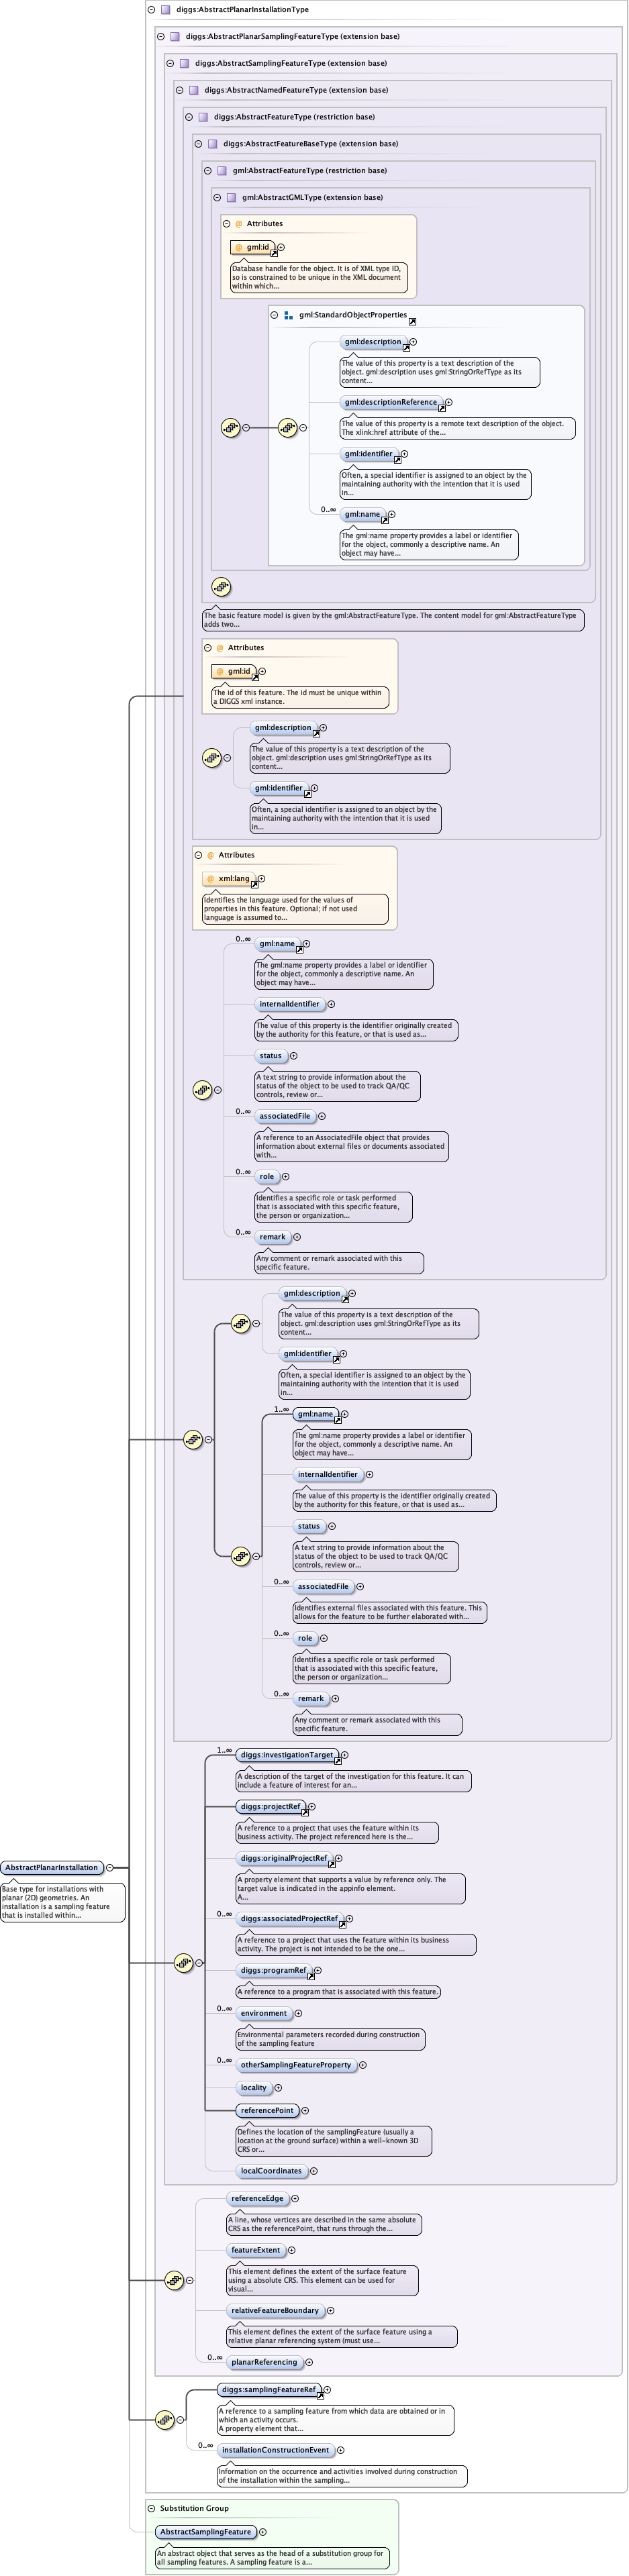 diggs:AbstractPlanarInstallationType
diggs:AbstractPlanarSamplingFeatureType (extension base)
diggs:AbstractSamplingFeatureType (extension base)
diggs:AbstractNamedFeatureType (extension base)
diggs:AbstractFeatureType (restriction base)
diggs:AbstractFeatureBaseType (extension base)
gml:AbstractFeatureType (restriction base)
gml:AbstractGMLType (extension base)
@ Attributes
@ gml:id
Database handle for the object. It is of XML type ID,
so is constrained to be unique in the XML document
within which...
gml:StandardObjectProperties
gml:description
The value of this property is a text description of the
object. gml:description uses gml:StringOrRefType as its
content...
gml:descriptionReference
The value of this property is a remote text description of the object.
The xlink:href attribute of the...
gml:identifier
Often, a special identifier is assigned to an object by the
maintaining authority with the intention that it is used
in...
0..∞
gml:name
The gml:name property provides a label or identifier
for the object, commonly a descriptive name. An
object may have...
The basic feature model is given by the gml:AbstractFeatureType. The content model for gml:AbstractFeatureType
adds two...
@ Attributes
@ gml:id
The id of this feature. The id must be unique within
a DIGGS xml instance.
gml:description
The value of this property is a text description of the
object. gml:description uses gml:StringOrRefType as its
content...
gml:identifier
Often, a special identifier is assigned to an object by the
maintaining authority with the intention that it is used
in...
@ Attributes
@ xml:lang
Identifies the language used for the values of
properties in this feature. Optional; if not used
language is assumed to...
0..∞
gml:name
The gml:name property provides a label or identifier
for the object, commonly a descriptive name. An
object may have...
internalIdentifier
The value of this property is the identifier originally created
by the authority for this feature, or that is used as...
status
A text string to provide information about the
status of the object to be used to track QA/QC
controls, review or...
0..∞
associatedFile
A reference to an AssociatedFile object that provides
information about external files or documents associated
with...
0..∞
role
Identifies a specific role or task performed
that is associated with this specific feature,
the person or organization...
0..∞
remark
Any comment or remark associated with this
specific feature.
gml:description
The value of this property is a text description of the
object. gml:description uses gml:StringOrRefType as its
content...
gml:identifier
Often, a special identifier is assigned to an object by the
maintaining authority with the intention that it is used
in...
1..∞
gml:name
The gml:name property provides a label or identifier
for the object, commonly a descriptive name. An
object may have...
internalIdentifier
The value of this property is the identifier originally created
by the authority for this feature, or that is used as...
status
A text string to provide information about the
status of the object to be used to track QA/QC
controls, review or...
0..∞
associatedFile
Identifies external files associated with this feature. This
allows for the feature to be further elaborated with...
0..∞
role
Identifies a specific role or task performed
that is associated with this specific feature,
the person or organization...
0..∞
remark
Any comment or remark associated with this
specific feature.
1..∞
diggs:investigationTarget
A description of the target of the investigation for this feature. It can
include a feature of interest for an...
diggs:projectRef
A reference to a project that uses the feature within its
business activity. The project referenced here is the...
diggs:originalProjectRef
A property element that supports a value by reference only. The
target value is indicated in the appinfo element.
A...
0..∞
diggs:associatedProjectRef
A reference to a project that uses the feature within its business
activity. The project is not intended to be the one...
diggs:programRef
A reference to a program that is associated with this feature.
0..∞
environment
Environmental parameters recorded during construction
of the sampling feature
0..∞
otherSamplingFeatureProperty
locality
referencePoint
Defines the location of the samplingFeature (usually a
location at the ground surface) within a well-known 3D
CRS or...
localCoordinates
AbstractPlanarInstallation
Base type for installations with
planar (2D) geometries. An
installation is a sampling feature
that is installed within...
referenceEdge
A line, whose vertices are described in the same absolute
CRS as the referencePoint, that runs through the...
featureExtent
This element defines the extent of the surface feature
using a absolute CRS. This element can be used for
visual...
relativeFeatureBoundary
This element defines the extent of the surface feature using a
relative planar referencing system (must use...
0..∞
planarReferencing
diggs:samplingFeatureRef
A reference to a sampling feature from which data are obtained or in
which an activity occurs.
A property element that...
0..∞
installationConstructionEvent
Information on the occurrence and activities involved during construction
of the installation within the sampling...
Substitution Group
AbstractSamplingFeature
An abstract object that serves as the head of a substitution group for
all sampling features. A sampling feature is a...